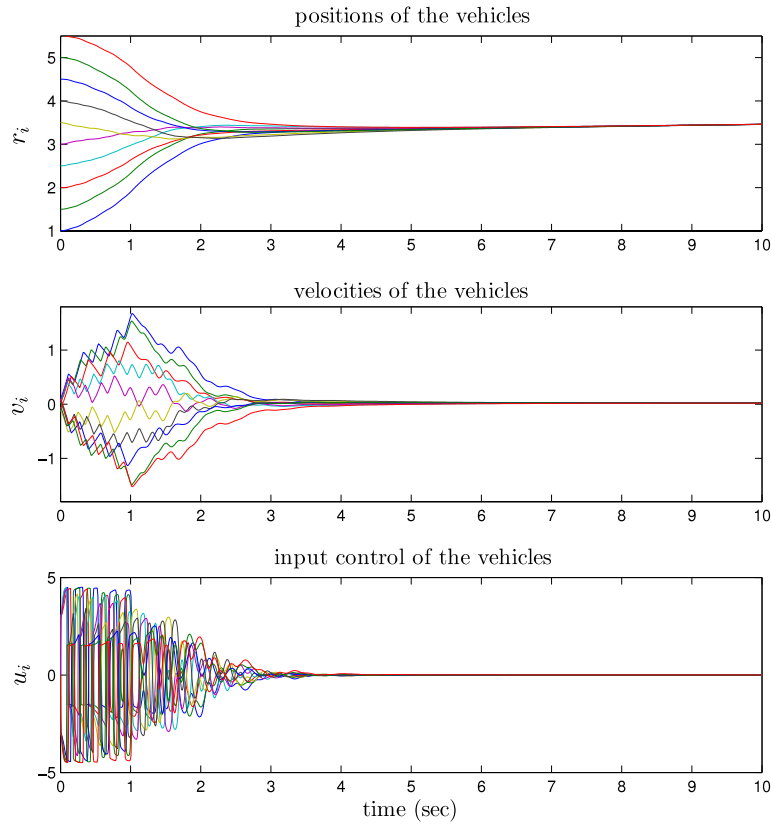 positions of the vehicles
5
4
3
2
1
r_i
0 1 2 3 4 5 6 7 8 9 10
velocities of the vehicles
1
0
−1
v_i
0 1 2 3 4 5 6 7 8 9 10
input control of the vehicles
5
0
−5
u_i
0 1 2 3 4 5 6 7 8 9 10
time (sec)